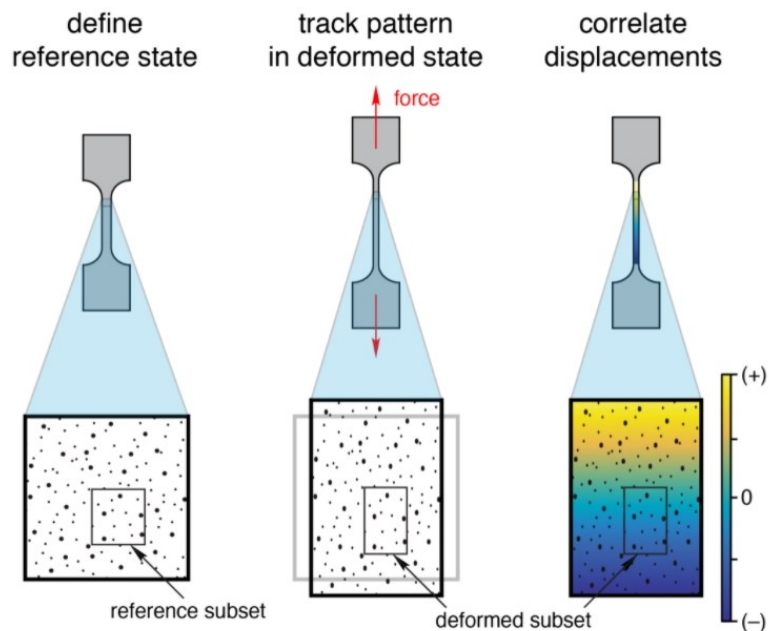 define
reference state
track pattern
in deformed state
correlate
displacements
force
(+)
0
(–)
reference subset
deformed subset